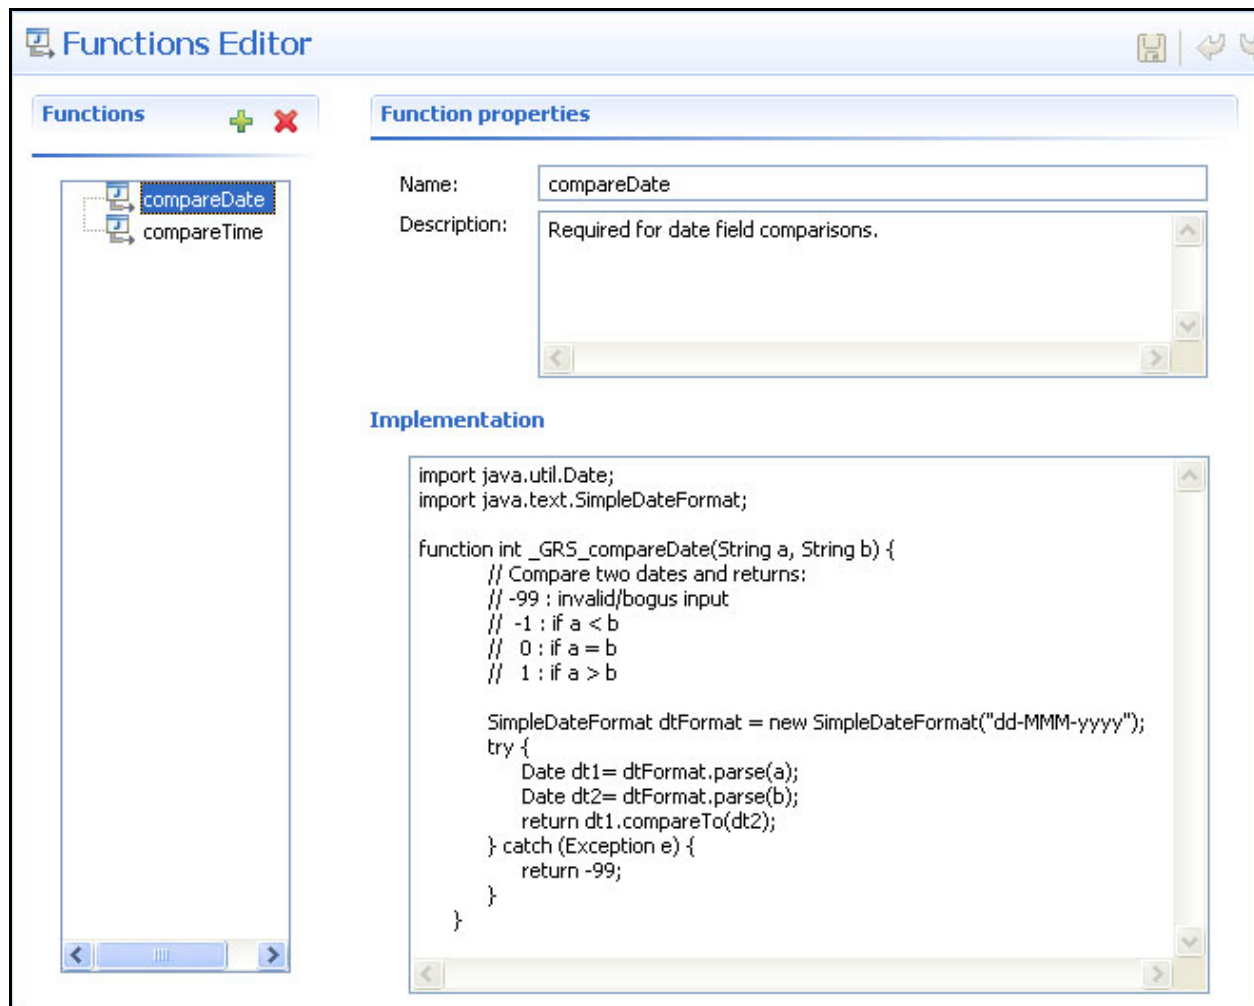 Functions Editor
Functions
compareDate
compareTime
Function properties
Name:
compareDate
Description:
Required for date field comparisons.
Implementation
import java.util.Date;
import java.text.SimpleDateFormat;
function int _GRS_compareDate(String a, String b) {
// Compare two dates and returns:
// -99 : invalid/bogus input
//  -1 : if a < b
//   0 : if a = b
//   1 : if a > b
SimpleDateFormat dtFormat = new SimpleDateFormat("dd-MMM-yyyy");
try {
Date dt1= dtFormat.parse(a);
Date dt2= dtFormat.parse(b);
return dt1.compareTo(dt2);
} catch (Exception e) {
return -99;
}
}